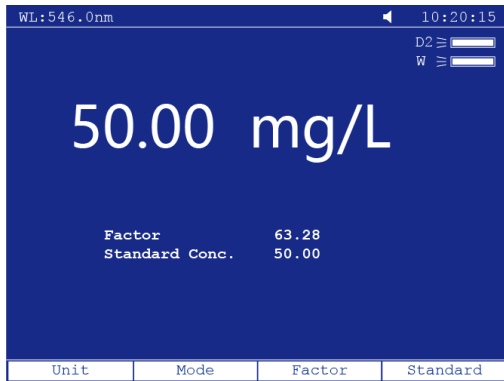 WL:546.0nm 10:20:15
D2
W
50.00 mg/L
Factor 63.28
Standard Conc. 50.00
Unit Mode Factor Standard